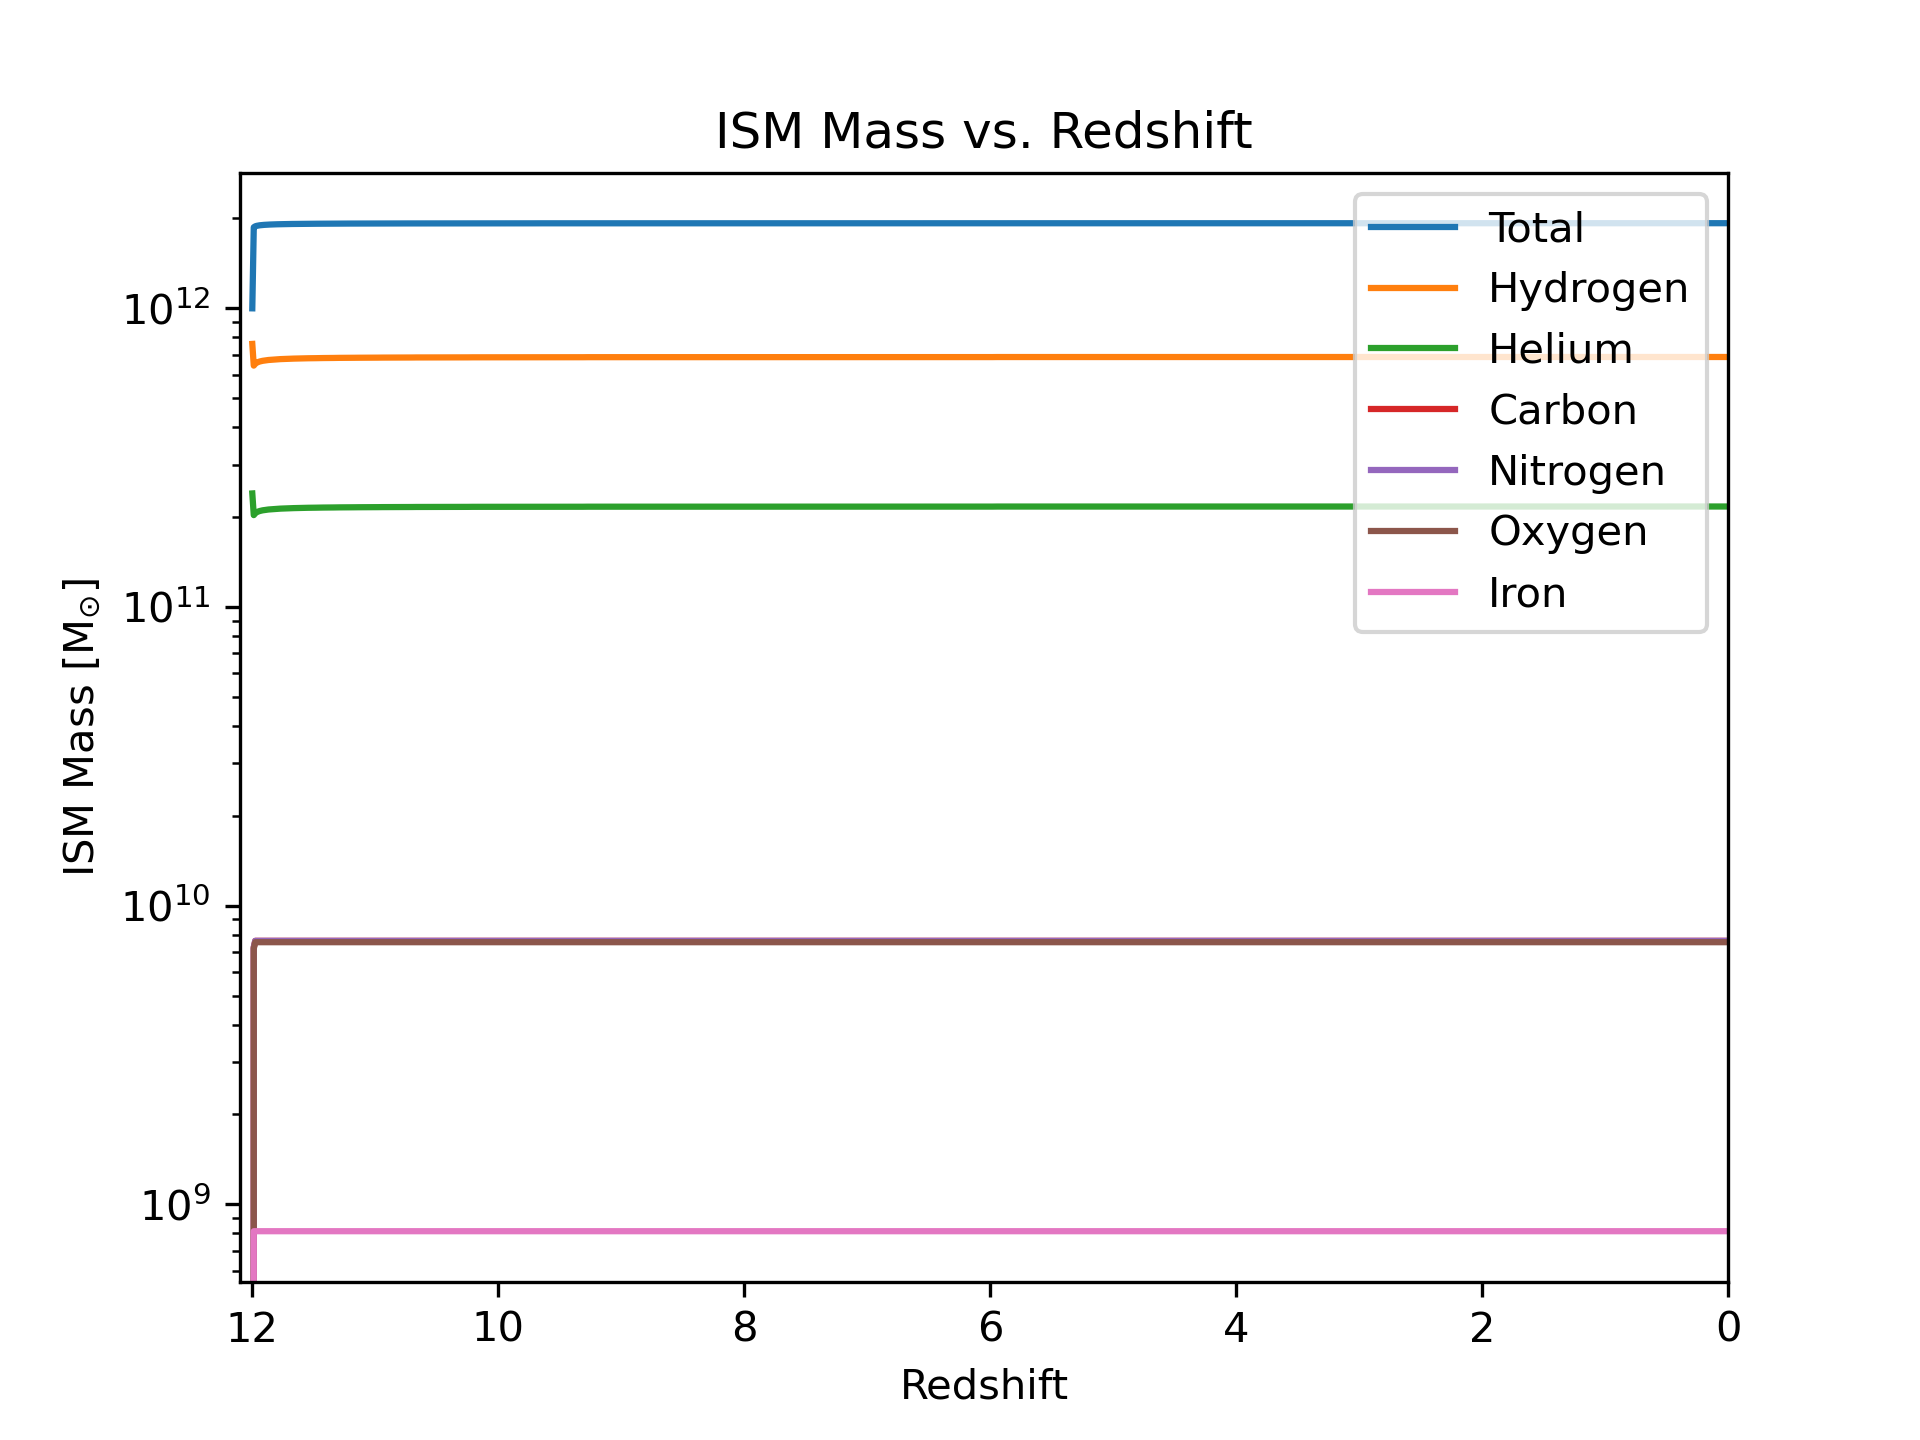 ISM Mass vs. Redshift
ISM Mass [M☉]
10¹²
10¹¹
10¹⁰
10⁹
Total
Hydrogen
Helium
Carbon
Nitrogen
Oxygen
Iron
12 10 8 6 4 2 0
Redshift